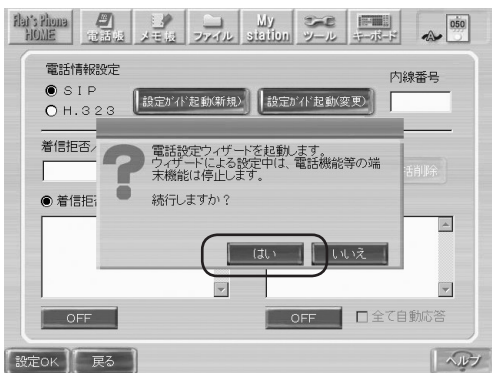 Flet's Phone HOME
電話帳
メモ帳
ファイル
My station
ツール
キーボード
050
電話情報設定
内線番号
SIP
設定ガイド起動(新規)
設定ガイド起動(変更)
H.323
着信拒否/
電話設定ウィザードを起動します。
ウィザードによる設定中は、電話機能等の端
末機能は停止します。
続行しますか？
括削除
着信拒
はい
いいえ
OFF
OFF
全て自動応答
設定OK
戻る
ヘルプ